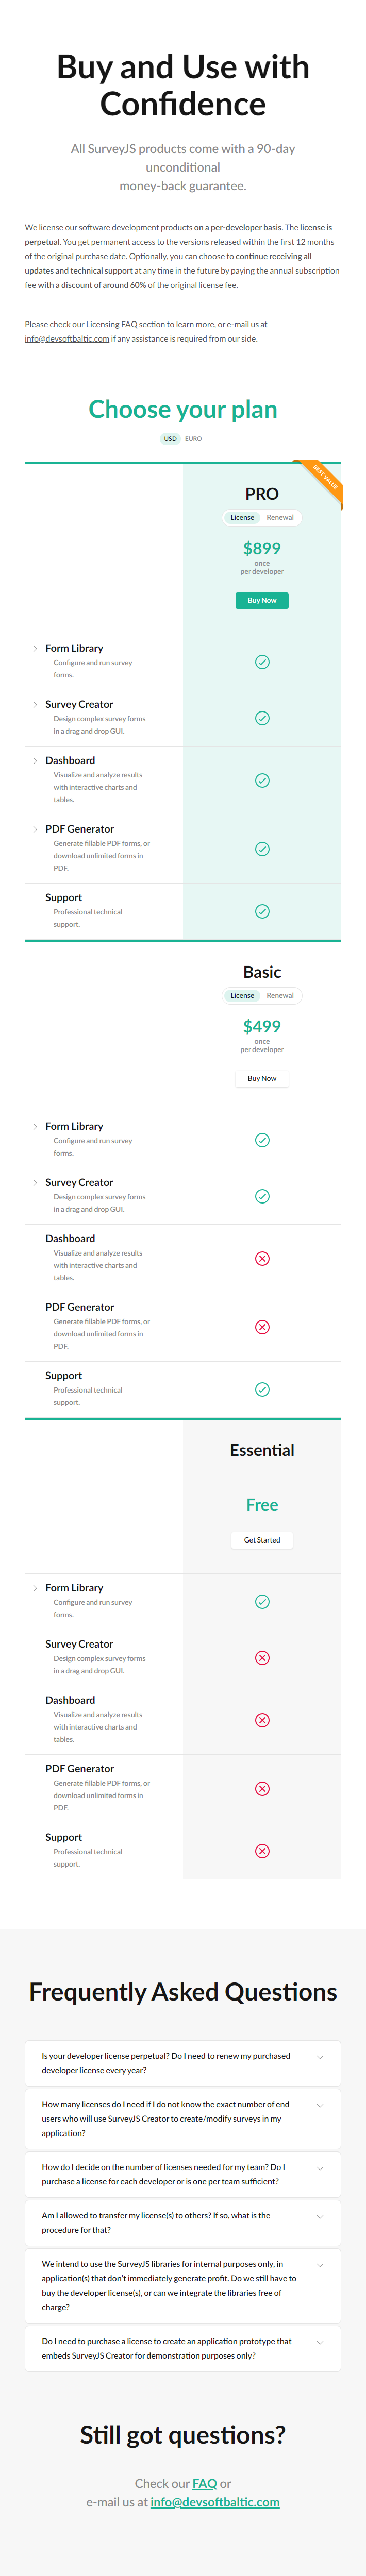 Buy and Use with
Confidence
All SurveyJS products come with a 90-day
unconditional
money-back guarantee.
We license our software development products on a per-developer basis. The license is
perpetual. You get permanent access to the versions released within the first 12 months
of the original purchase date. Optionally, you can choose to continue receiving all
updates and technical support at any time in the future by paying the annual subscription
fee with a discount of around 60% of the original license fee.
Please check our Licensing FAQ section to learn more, or e-mail us at
info@devsoftbaltic.com if any assistance is required from our side.
Choose your plan
USD EURO
BEST VALUE
PRO
License Renewal
$899
once
per developer
Buy Now
Form Library
Configure and run survey
forms.
Survey Creator
Design complex survey forms
in a drag and drop GUI.
Dashboard
Visualize and analyze results
with interactive charts and
tables.
PDF Generator
Generate fillable PDF forms, or
download unlimited forms in
PDF.
Support
Professional technical
support.
Basic
License Renewal
$499
once
per developer
Buy Now
Form Library
Configure and run survey
forms.
Survey Creator
Design complex survey forms
in a drag and drop GUI.
Dashboard
Visualize and analyze results
with interactive charts and
tables.
PDF Generator
Generate fillable PDF forms, or
download unlimited forms in
PDF.
Support
Professional technical
support.
Essential
Free
Get Started
Form Library
Configure and run survey
forms.
Survey Creator
Design complex survey forms
in a drag and drop GUI.
Dashboard
Visualize and analyze results
with interactive charts and
tables.
PDF Generator
Generate fillable PDF forms, or
download unlimited forms in
PDF.
Support
Professional technical
support.
Frequently Asked Questions
Is your developer license perpetual? Do I need to renew my purchased
developer license every year?
How many licenses do I need if I do not know the exact number of end
users who will use SurveyJS Creator to create/modify surveys in my
application?
How do I decide on the number of licenses needed for my team? Do I
purchase a license for each developer or is one per team sufficient?
Am I allowed to transfer my license(s) to others? If so, what is the
procedure for that?
We intend to use the SurveyJS libraries for internal purposes only, in
application(s) that don't immediately generate profit. Do we still have to
buy the developer license(s), or can we integrate the libraries free of
charge?
Do I need to purchase a license to create an application prototype that
embeds SurveyJS Creator for demonstration purposes only?
Still got questions?
Check our FAQ or
e-mail us at info@devsoftbaltic.com